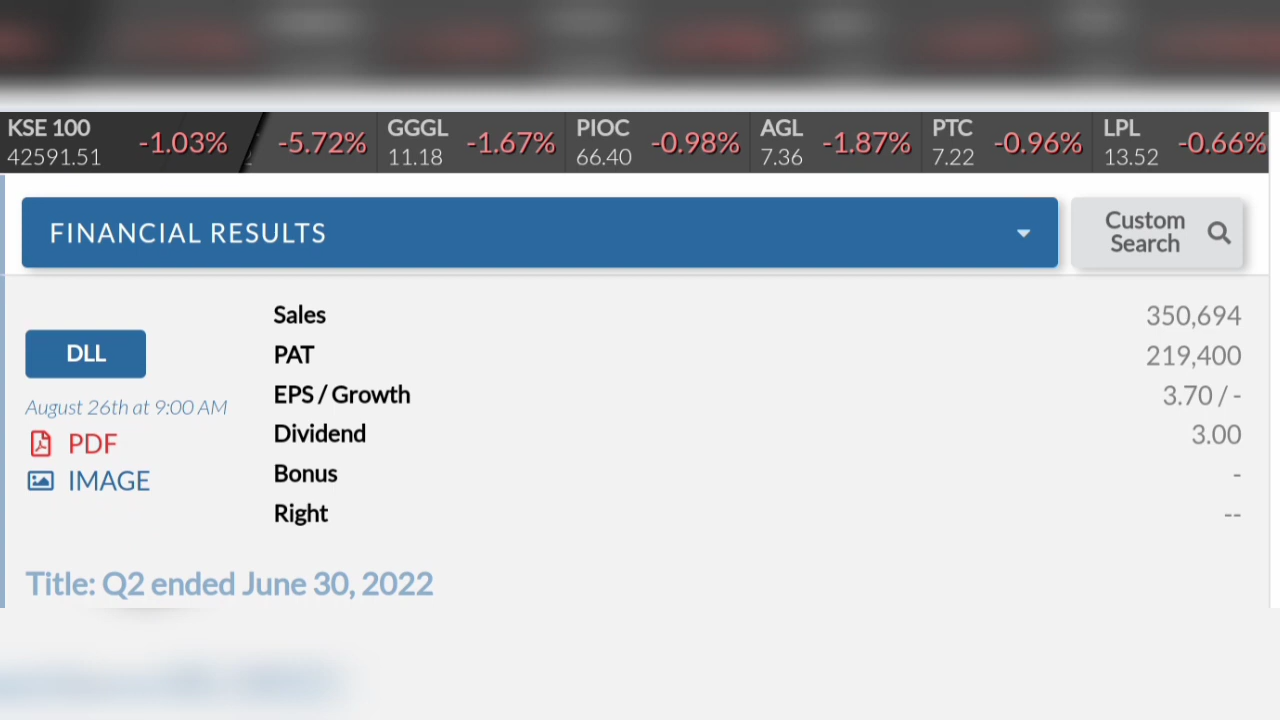 KSE 100
42591.51
-1.03%
-5.72%
GGGL
11.18
-1.67%
PIOC
66.40
-0.98%
AGL
7.36
-1.87%
PTC
7.22
-0.96%
LPL
13.52
-0.66%
FINANCIAL RESULTS
Custom
Search
DLL
August 26th at 9:00 AM
PDF
IMAGE
Sales 350,694
PAT 219,400
EPS / Growth 3.70 / -
Dividend 3.00
Bonus -
Right --
Title: Q2 ended June 30, 2022